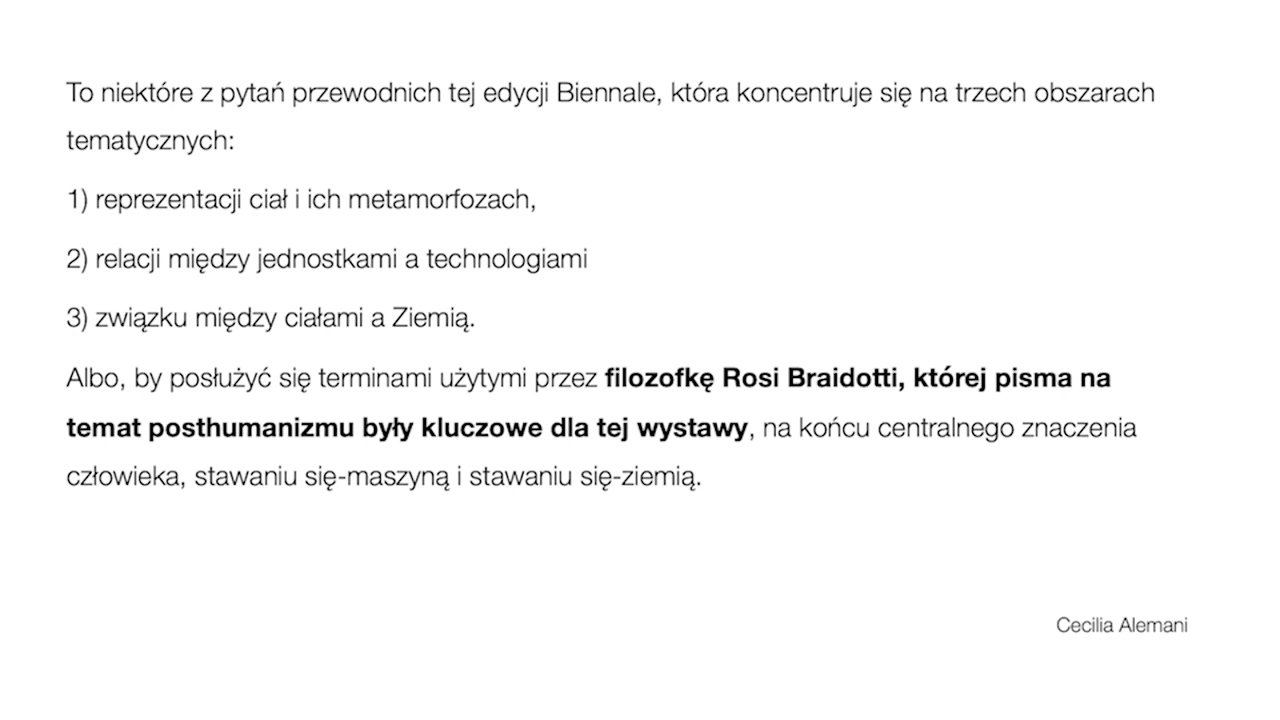 To niektóre z pytań przewodnich tej edycji Biennale, która koncentruje się na trzech obszarach
tematycznych:
1) reprezentacji ciał i ich metamorfozach,
2) relacji między jednostkami a technologiami
3) związku między ciałami a Ziemią.
Albo, by posłużyć się terminami użytymi przez filozofkę Rosi Braidotti, której pisma na
temat posthumanizmu były kluczowe dla tej wystawy, na końcu centralnego znaczenia
człowieka, stawaniu się-maszyną i stawaniu się-ziemią.
Cecilia Alemani